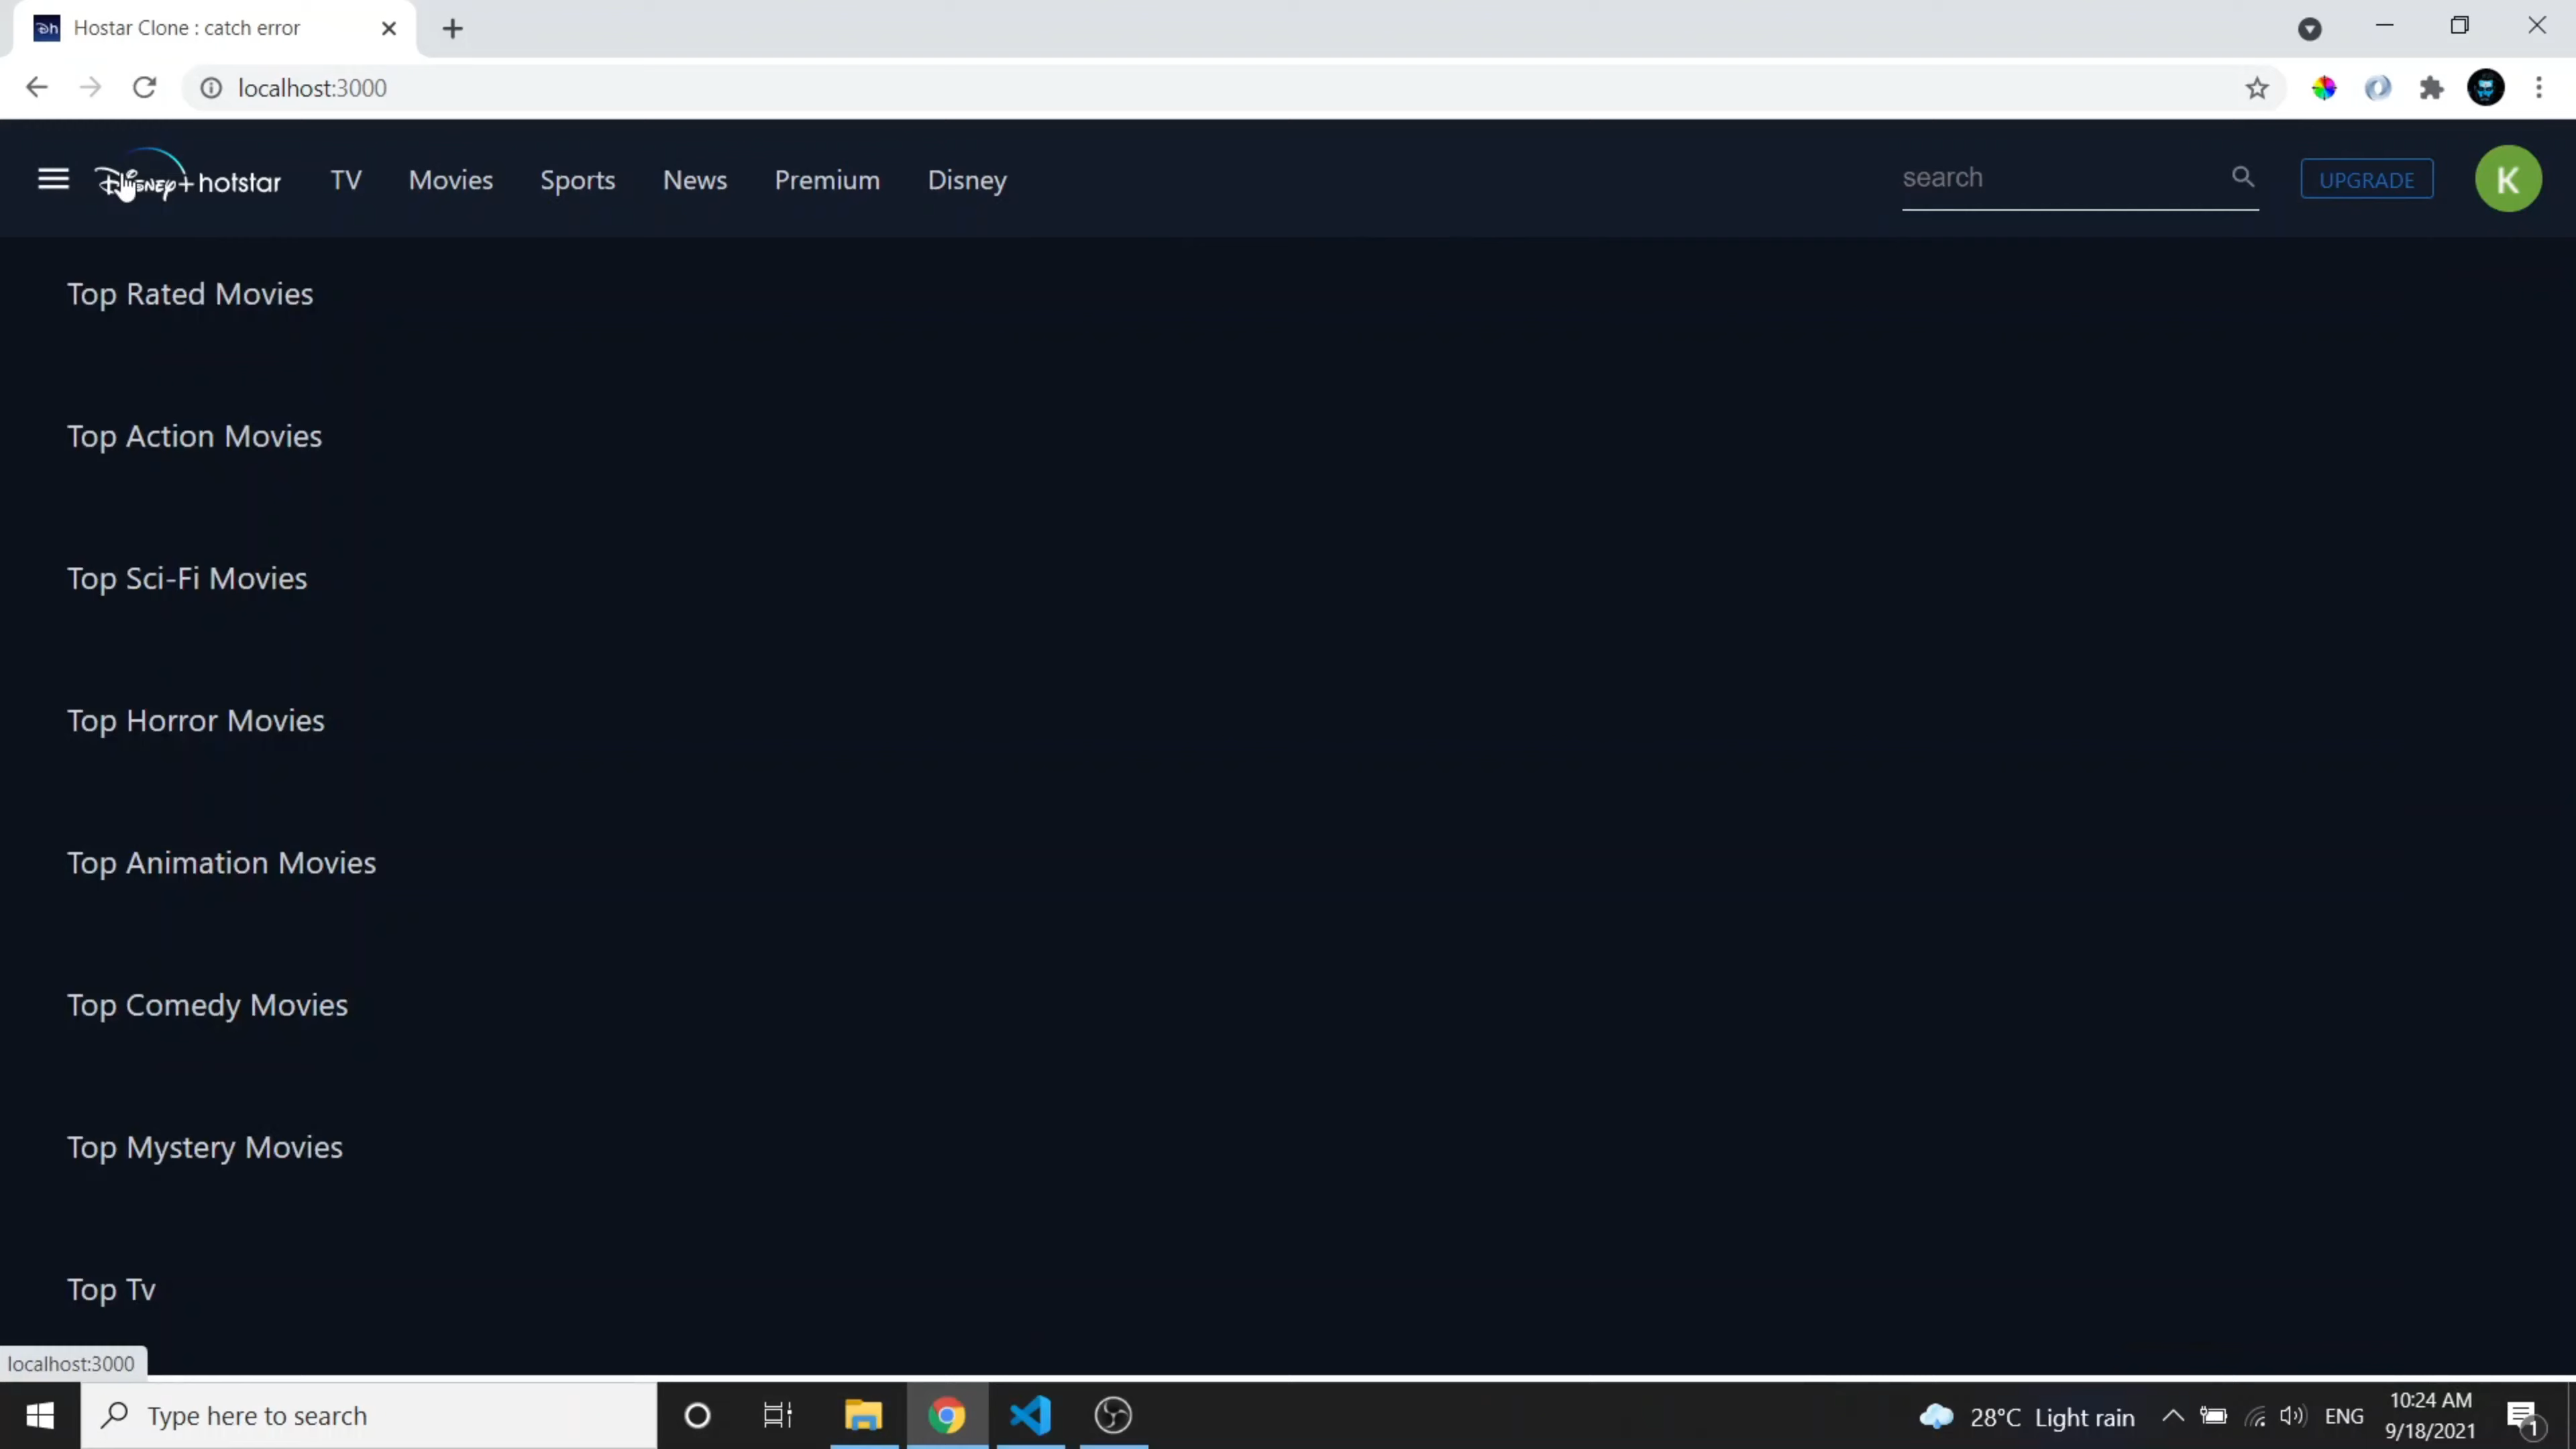 Hostar Clone : catch error
localhost:3000
Disney+ hotstar TV Movies Sports News Premium Disney search UPGRADE K
Top Rated Movies
Top Action Movies
Top Sci-Fi Movies
Top Horror Movies
Top Animation Movies
Top Comedy Movies
Top Mystery Movies
Top Tv
localhost:3000
Type here to search
28°C Light rain ENG 10:24 AM
9/18/2021
1